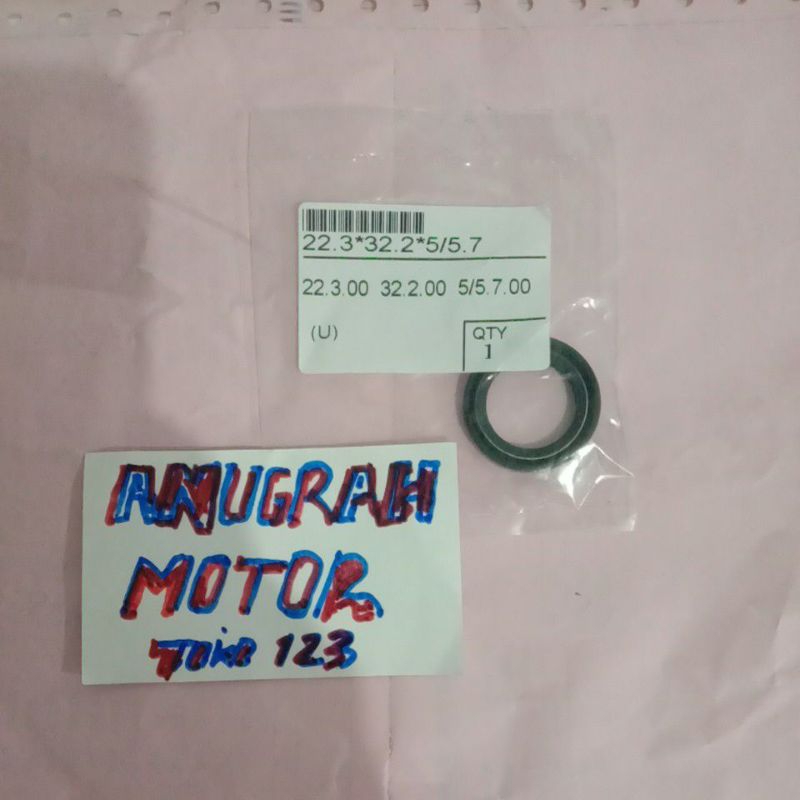 22.3*32.2*5/5.7
22.3.00 32.2.00 5/5.7.00
(U)
QTY
1
ANUGRAH
MOTOR
TOKO 123